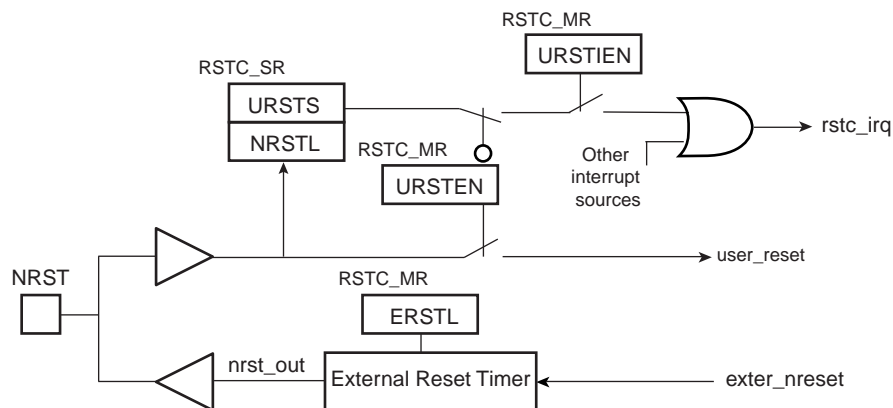 RSTC_MR
URSTIEN
RSTC_SR
URSTS
NRSTL
rstc_irq
RSTC_MR
URSTEN
Other
interrupt
sources
user_reset
NRST
RSTC_MR
ERSTL
nrst_out
External Reset Timer
exter_nreset